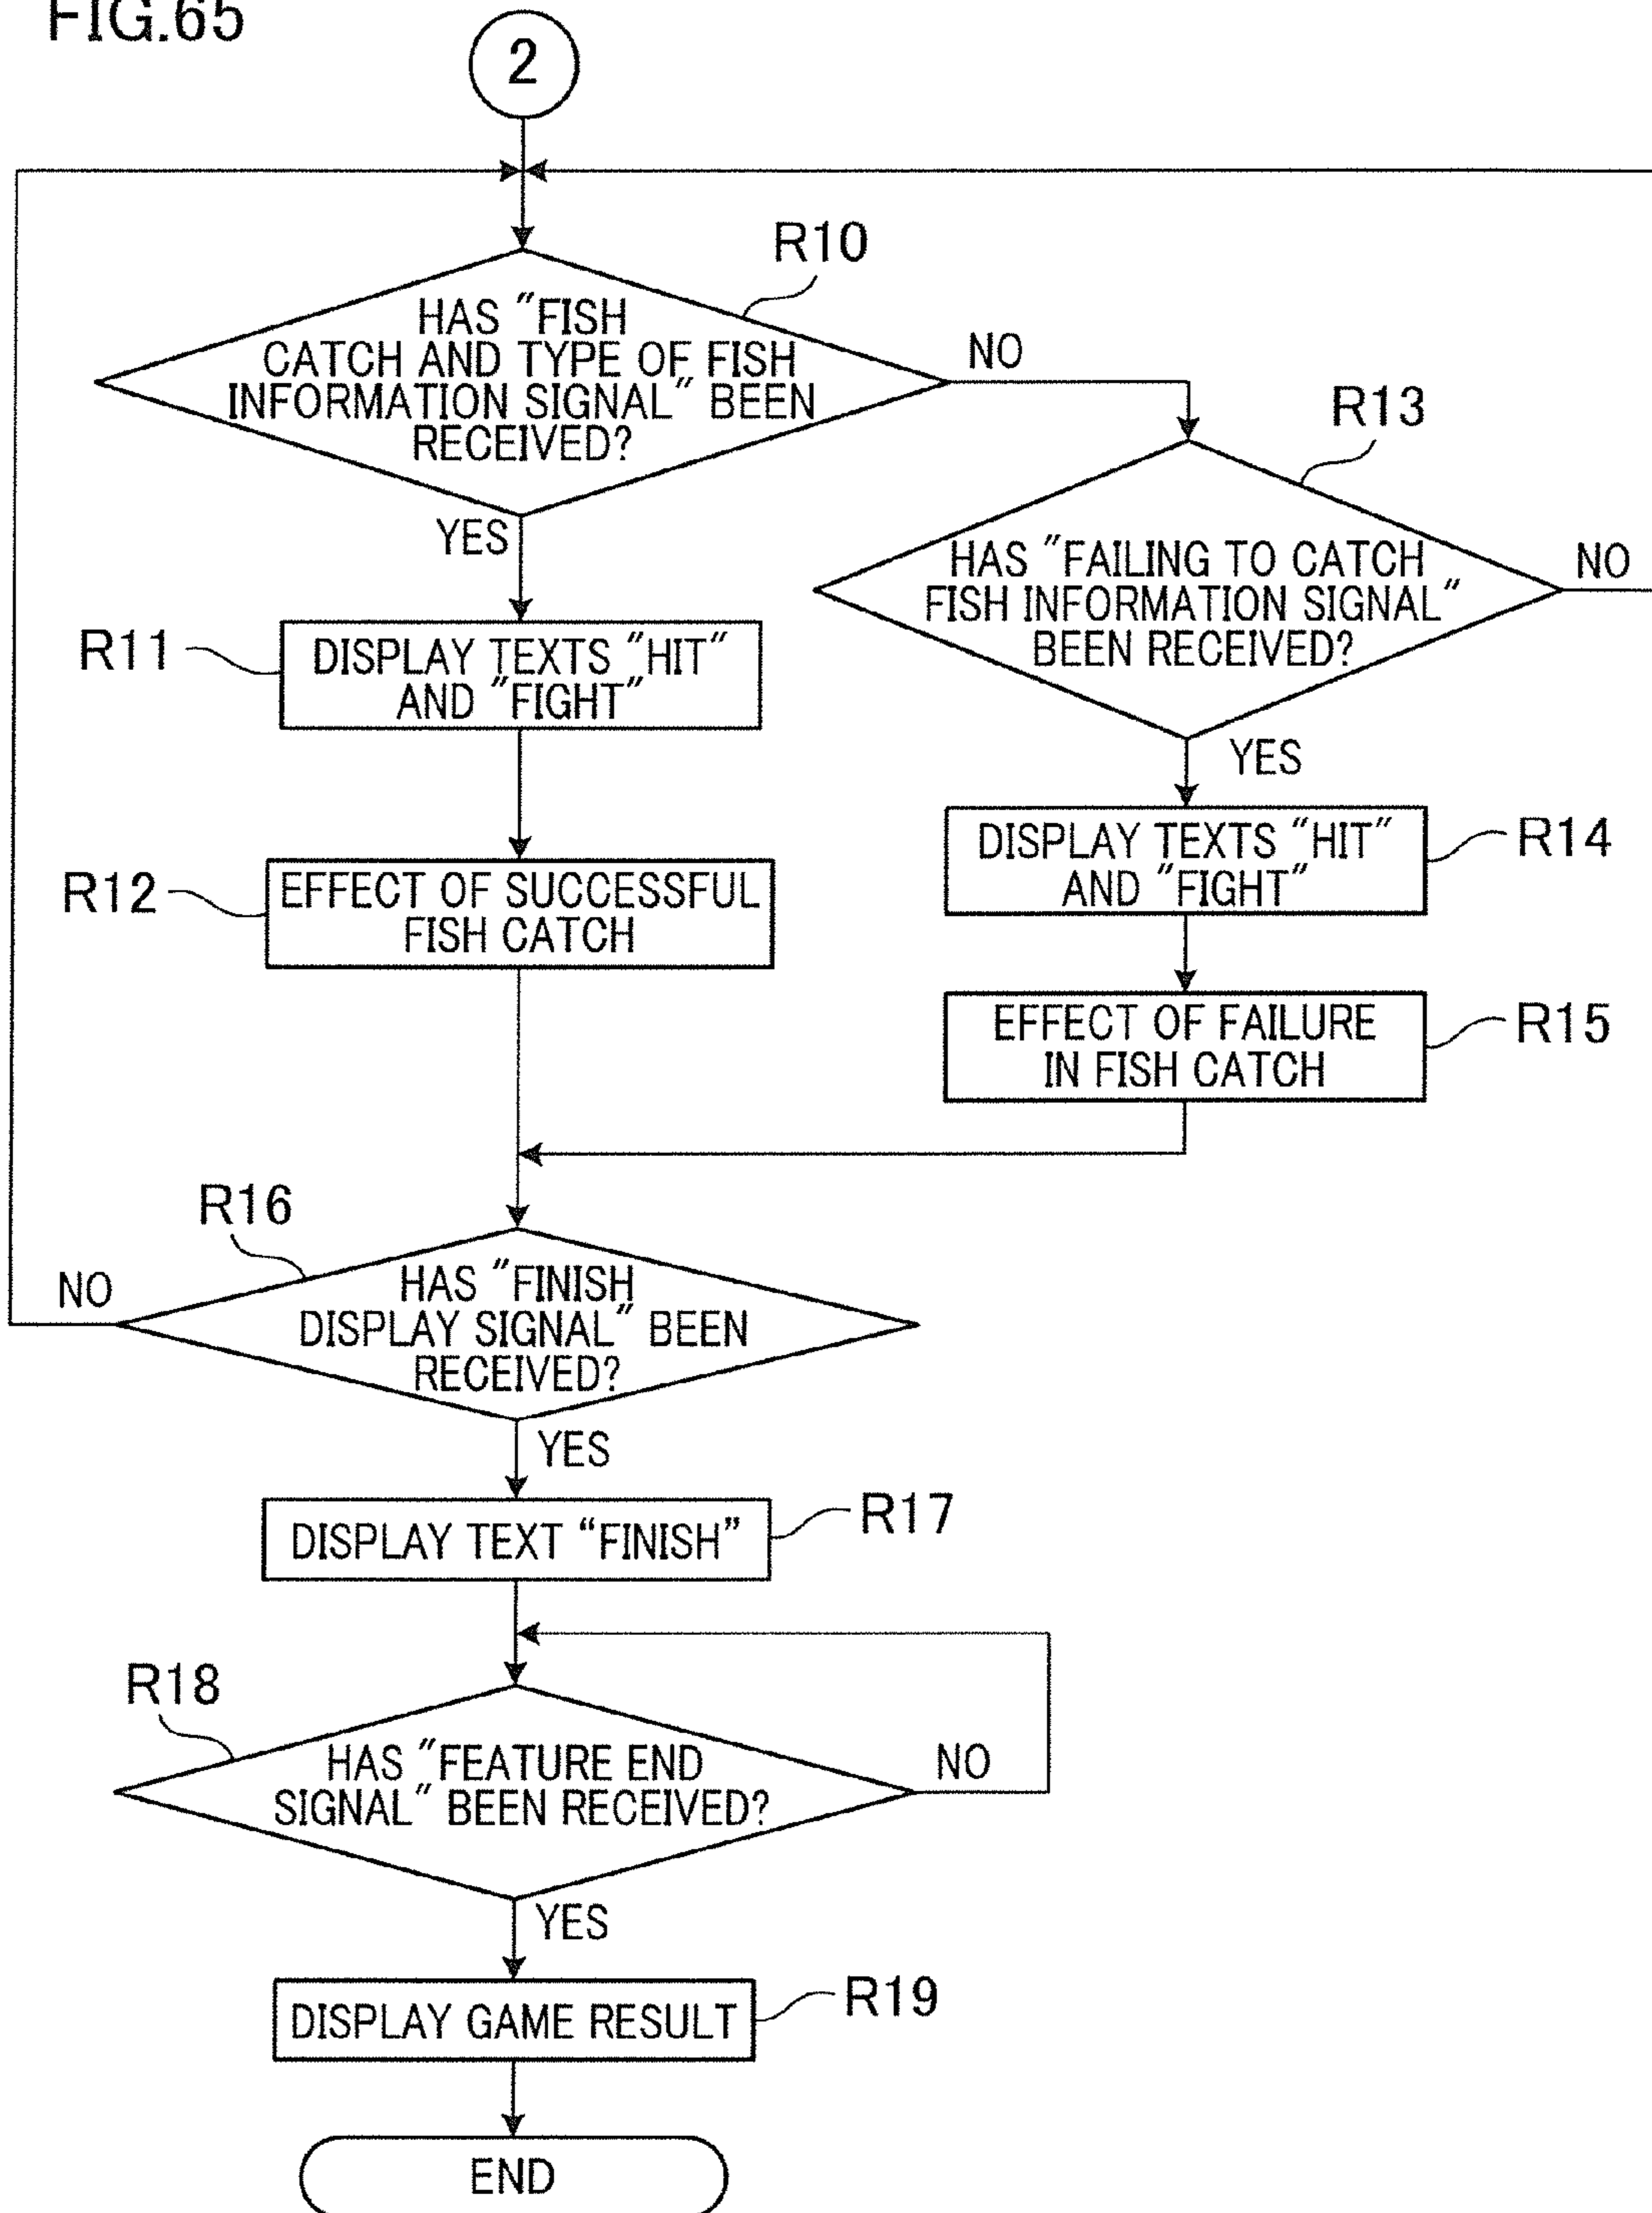 FIG.65
2
R10
HAS "FISH
CATCH AND TYPE OF FISH
INFORMATION SIGNAL" BEEN
RECEIVED?
NO
YES
R13
HAS "FAILING TO CATCH
FISH INFORMATION SIGNAL"
BEEN RECEIVED?
NO
YES
R11
DISPLAY TEXTS "HIT"
AND "FIGHT"
R14
DISPLAY TEXTS "HIT"
AND "FIGHT"
R12
EFFECT OF SUCCESSFUL
FISH CATCH
R15
EFFECT OF FAILURE
IN FISH CATCH
R16
HAS "FINISH
DISPLAY SIGNAL" BEEN
RECEIVED?
NO
YES
R17
DISPLAY TEXT “FINISH”
R18
HAS "FEATURE END
SIGNAL" BEEN RECEIVED?
NO
YES
R19
DISPLAY GAME RESULT
END